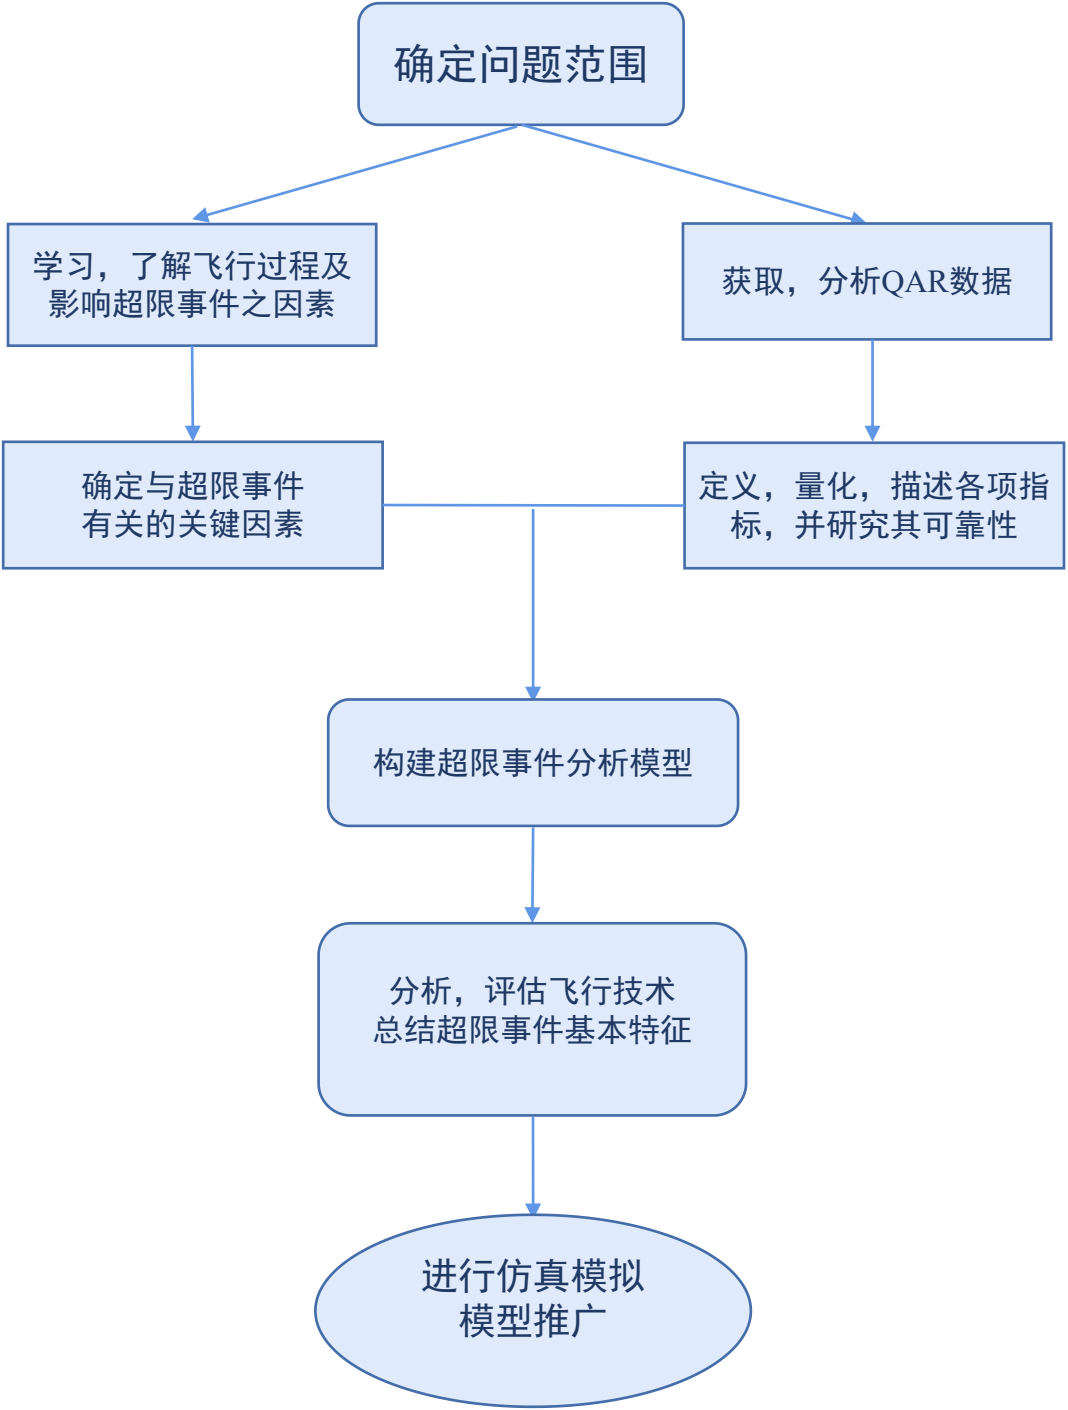 确定问题范围
学习，了解飞行过程及
影响超限事件之因素
获取，分析QAR数据
确定与超限事件
有关的关键因素
定义，量化，描述各项指
标，并研究其可靠性
构建超限事件分析模型
分析，评估飞行技术
总结超限事件基本特征
进行仿真模拟
模型推广